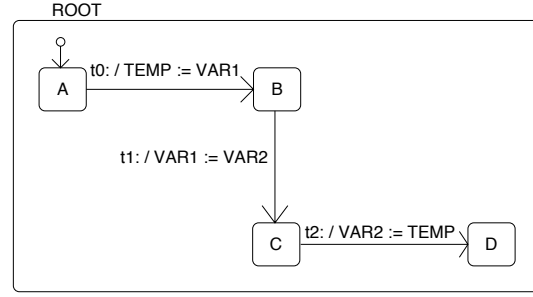 ROOT
A
t0: / TEMP := VAR1
B
t1: / VAR1 := VAR2
C
t2: / VAR2 := TEMP
D